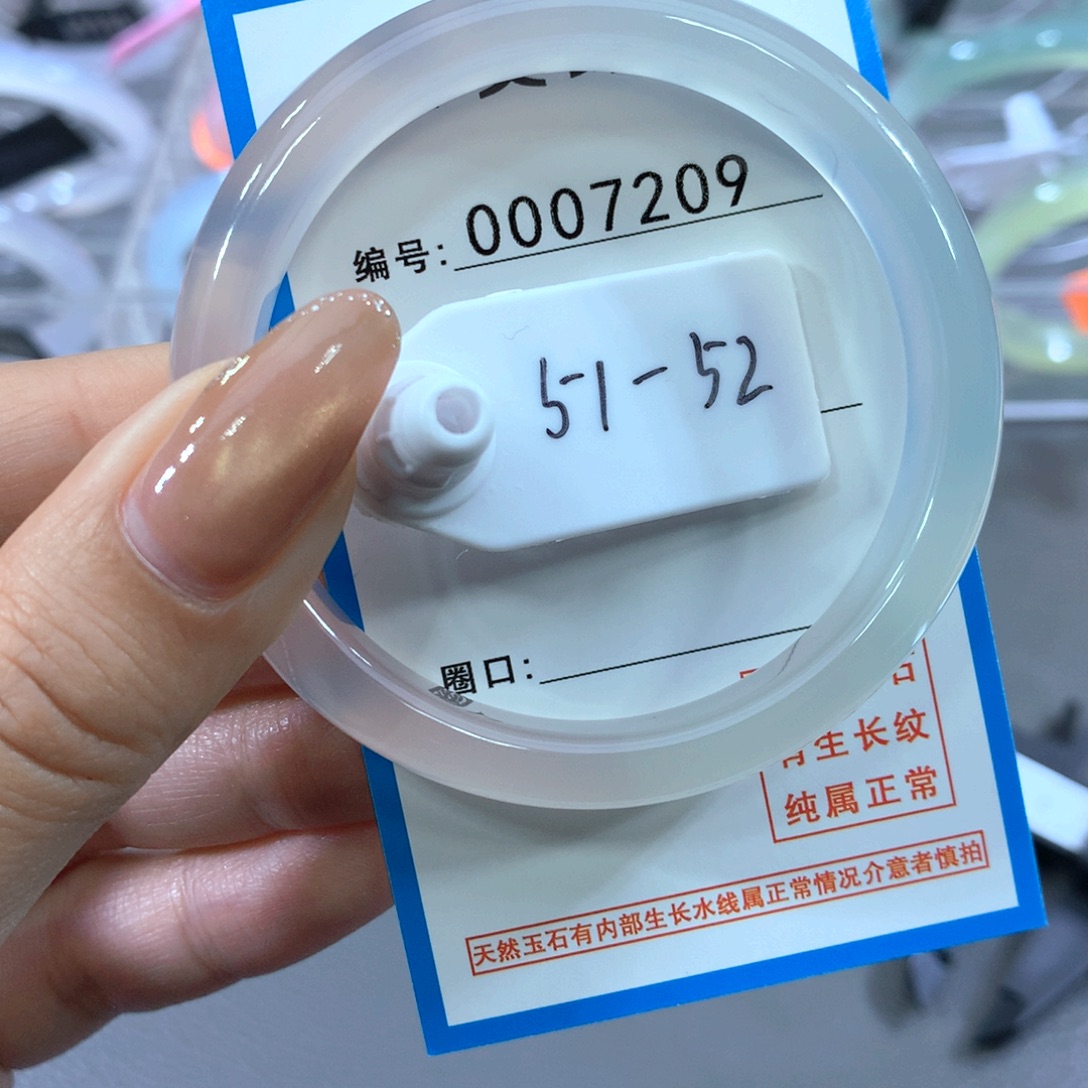 编号: 0007209
51-52
圈口:
生长纹
纯属正常
天然玉石有内部生长水线属正常情况介意者慎拍